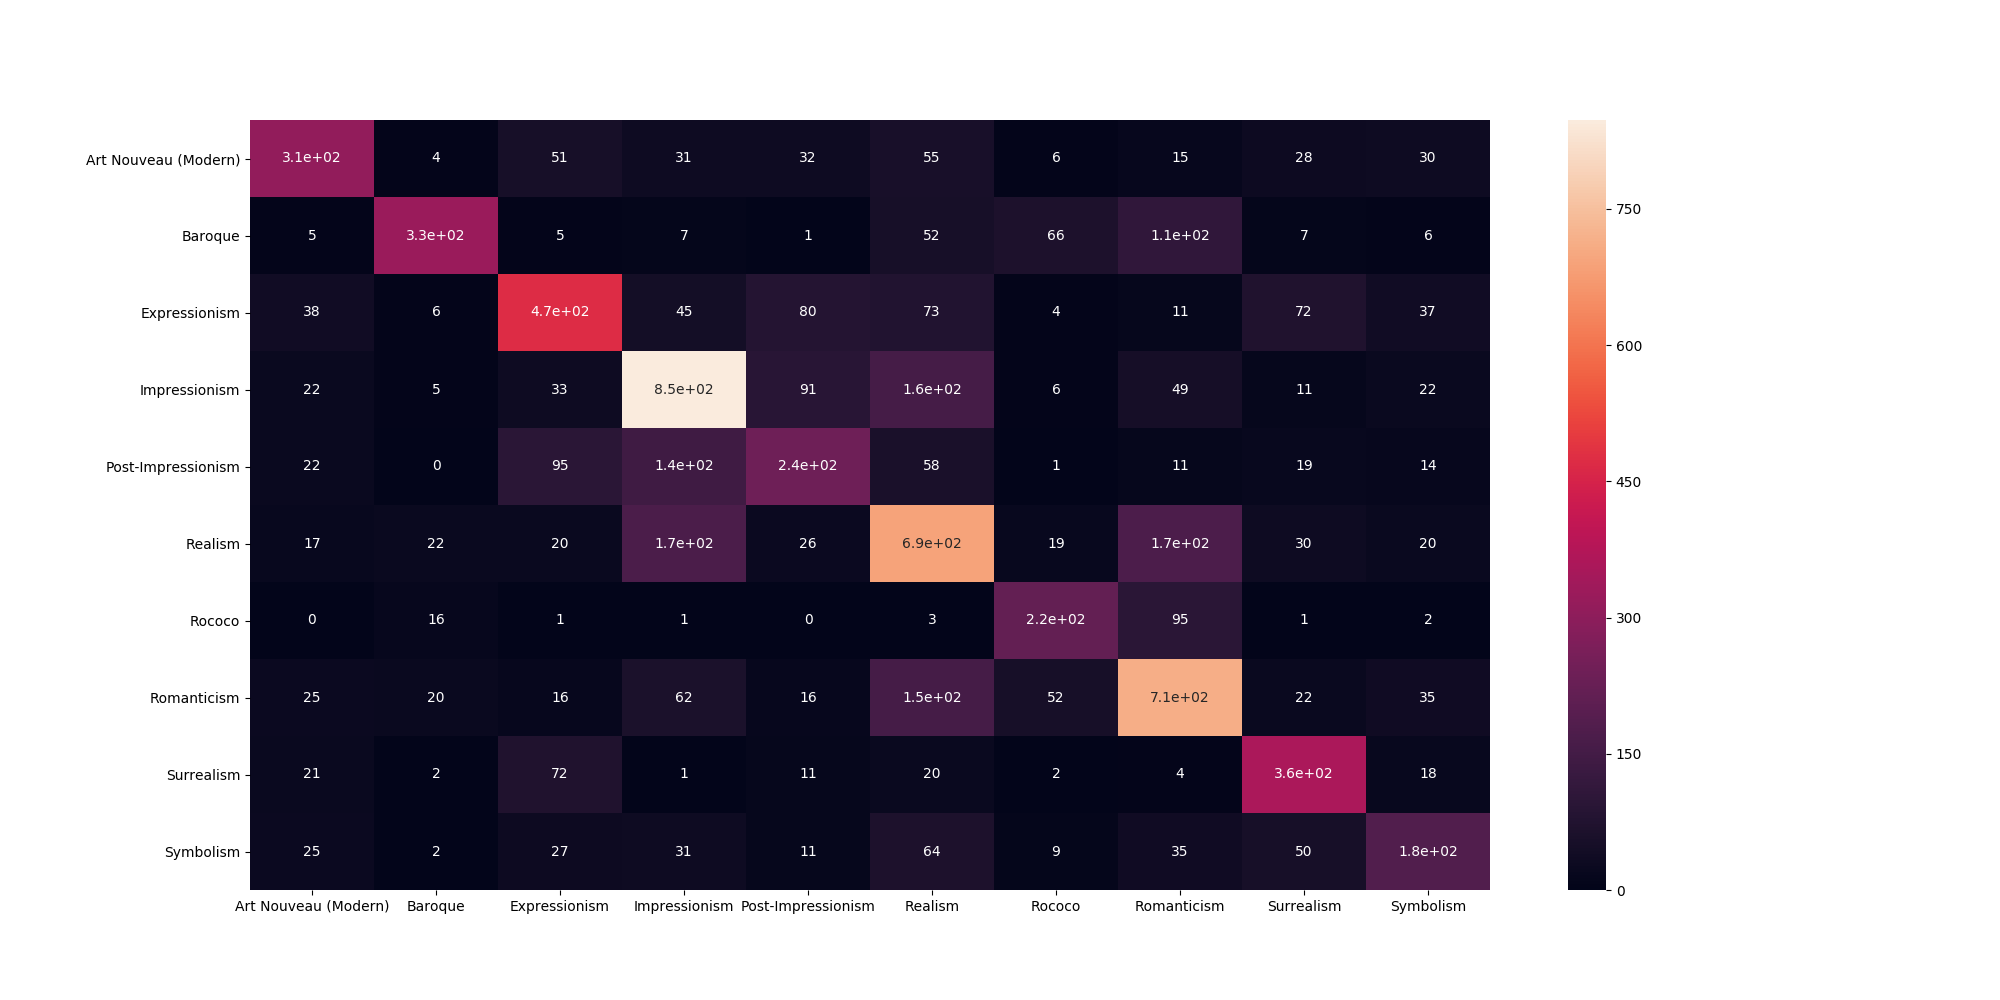 Art Nouveau (Modern) 3.1e+02 4 51 31 32 55 6 15 28 30
750
Baroque 5 3.3e+02 5 7 1 52 66 1.1e+02 7 6
Expressionism 38 6 4.7e+02 45 80 73 4 11 72 37
600
Impressionism 22 5 33 8.5e+02 91 1.6e+02 6 49 11 22
Post-Impressionism 22 0 95 1.4e+02 2.4e+02 58 1 11 19 14
450
Realism 17 22 20 1.7e+02 26 6.9e+02 19 1.7e+02 30 20
Rococo 0 16 1 1 0 3 2.2e+02 95 1 2
300
Romanticism 25 20 16 62 16 1.5e+02 52 7.1e+02 22 35
150
Surrealism 21 2 72 1 11 20 2 4 3.6e+02 18
Symbolism 25 2 27 31 11 64 9 35 50 1.8e+02
0
Art Nouveau (Modern) Baroque Expressionism Impressionism Post-Impressionism Realism Rococo Romanticism Surrealism Symbolism